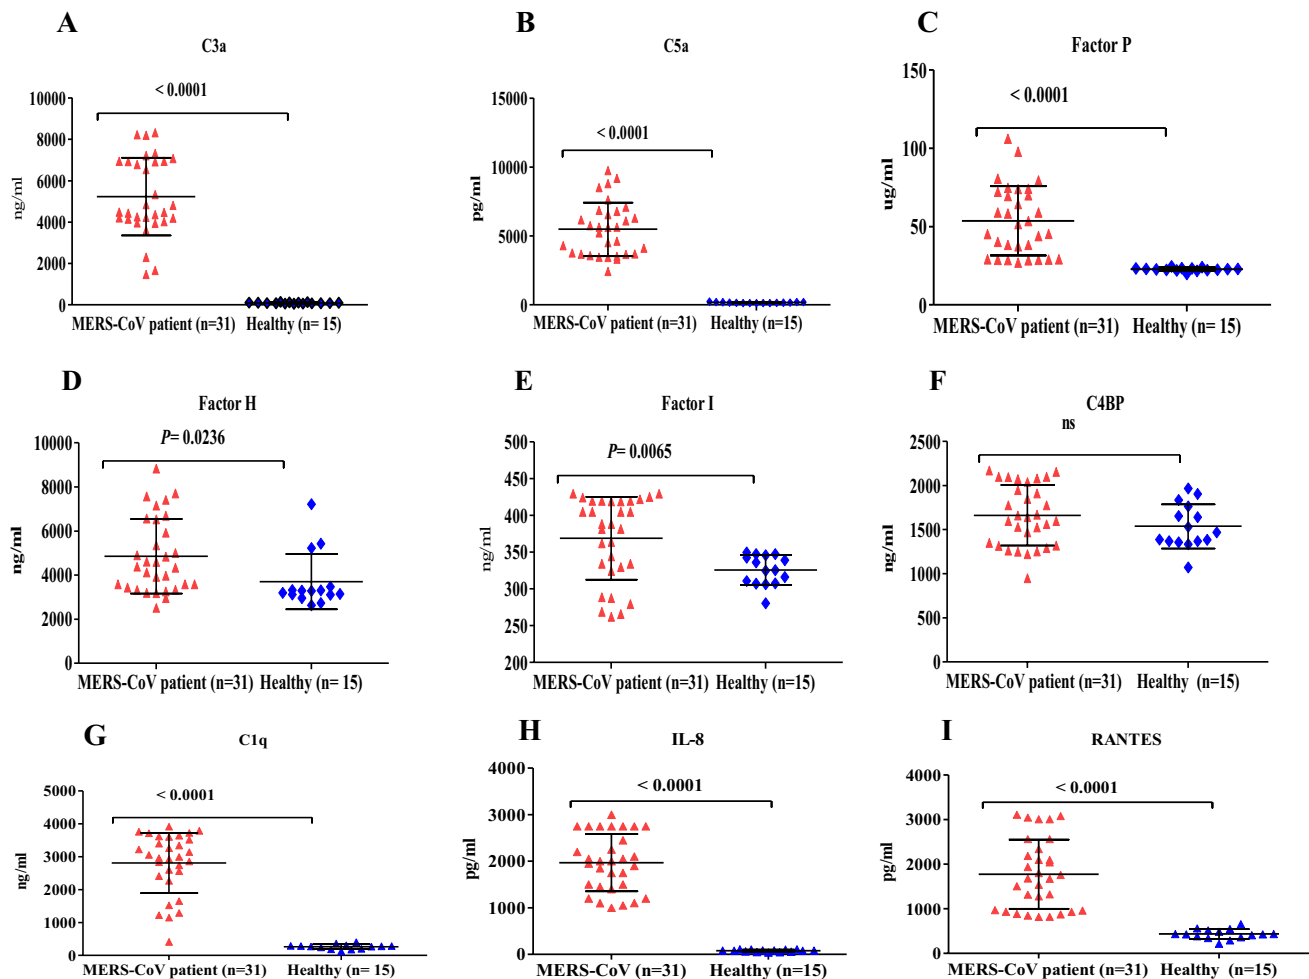 A
C3a
< 0.0001
10000
8000
6000
4000
2000
0
ng/ml
MERS-CoV patient (n=31) Healthy (n= 15)
B
C5a
< 0.0001
15000
10000
5000
0
pg/ml
MERS-CoV patient (n=31) Healthy (n=15)
C
Factor P
< 0.0001
150
100
50
0
ug/ml
MERS-CoV patient (n=31) Healthy (n= 15)
D
Factor H
P= 0.0236
10000
8000
6000
4000
2000
0
ng/ml
MERS-CoV patient (n=31) Healthy (n= 15)
E
Factor I
P= 0.0065
500
450
400
350
300
250
200
ng/ml
MERS-CoV patient (n=31) Healthy (n=15)
F
C4BP
ns
2500
2000
1500
1000
500
0
ng/ml
MERS-CoV patient (n=31) Healthy (n=15)
G
C1q
< 0.0001
5000
4000
3000
2000
1000
0
ng/ml
MERS-CoV patient (n=31) Healthy (n= 15)
H
IL-8
< 0.0001
4000
3000
2000
1000
0
pg/ml
MERS-CoV (n=31) Healthy (n=15)
I
RANTES
< 0.0001
4000
3000
2000
1000
0
pg/ml
MERS-CoV patient (n=31) Healthy (n=15)